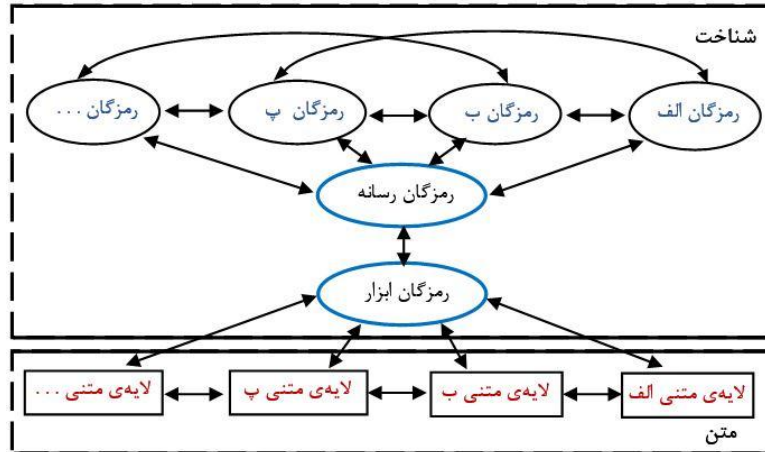 شناخت
رمزگان الف
رمزگان ب
رمزگان پ
رمزگان ...
رمزگان رسانه
رمزگان ابزار
لایه‌ی متنی الف
لایه‌ی متنی ب
لایه‌ی متنی پ
لایه‌ی متنی ...
متن